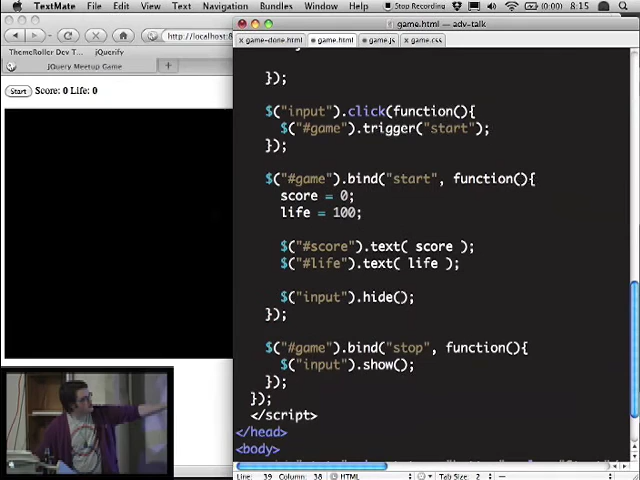 TextMate File Edit View Text Navigation Bundles Window Stop Recording (0:00) 8:15
game.html — adv-talk
game-done.html game.html game.js game.css
ThemeRoller Dev T... jQuerify
http://localhost:8
jQuery Meetup Game
Start Score: 0 Life: 0
});
$("input").click(function(){
$("#game").trigger("start");
});
$("#game").bind("start", function(){
score = 0;
life = 100;
$("#score").text( score );
$("#life").text( life );
$("input").hide();
});
$("#game").bind("stop", function(){
$("input").show();
});
});
</script>
</head>
<body>
Line: 39 Column: 38 HTML Tab Size: 2